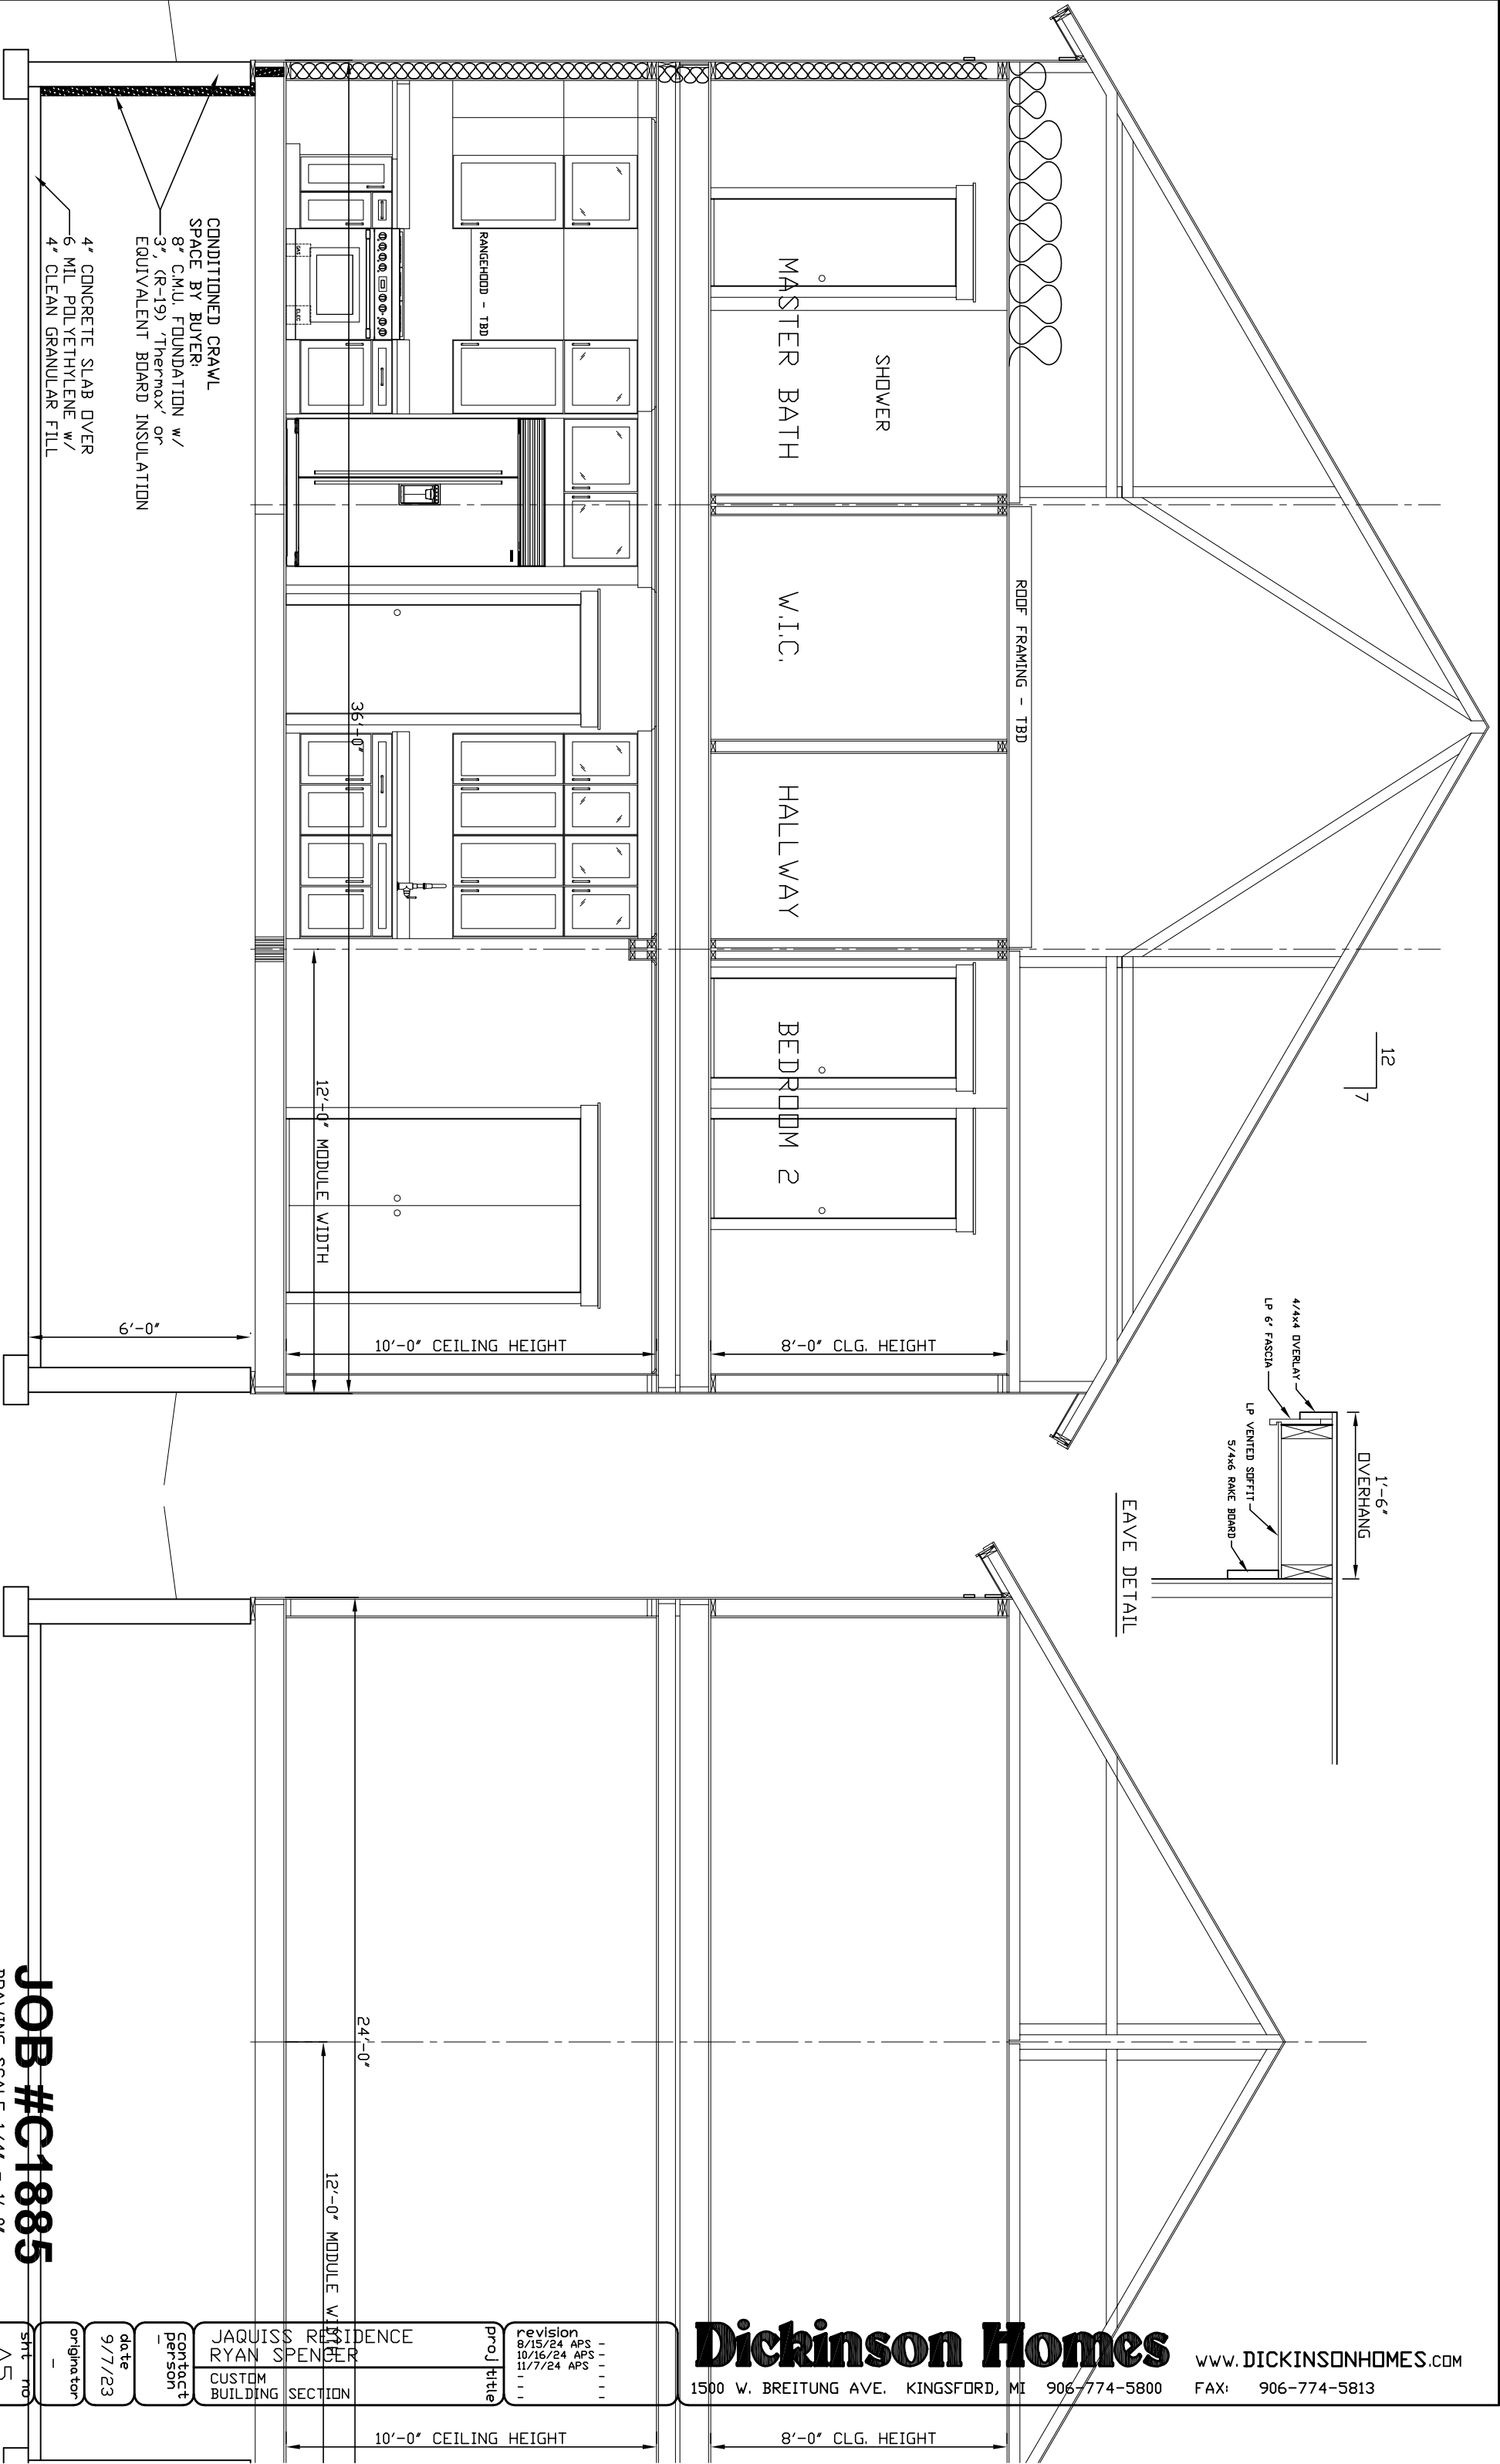 12
7
1'-6"
OVERHANG
4/4x4 OVERLAY
LP 6" FASCIA
LP VENTED SOFFIT
5/4x6 RAKE BOARD
EAVE DETAIL
ROOF FRAMING - TBD
SHOWER
MASTER BATH
W.I.C.
HALLWAY
BEDROOM 2
8'-0" CLG. HEIGHT
RANGEHOOD - TBD
GAS
ELEC
36'-0"
12'-0" MODULE WIDTH
10'-0" CEILING HEIGHT
6'-0"
CONDITIONED CRAWL
SPACE BY BUYER:
8" C.M.U. FOUNDATION w/
3", (R-19) 'Thermax' or
EQUIVALENT BOARD INSULATION
4" CONCRETE SLAB OVER
6 MIL POLYETHYLENE w/
4" CLEAN GRANULAR FILL
24'-0"
12'-0" MODULE WIDTH
10'-0" CEILING HEIGHT
8'-0" CLG. HEIGHT
JOB #C1885
Dickinson Homes
www.DICKINSONHOMES.COM
1500 W. BREITUNG AVE. KINGSFORD, MI 906-774-5800 FAX: 906-774-5813
revision
8/15/24 APS -
10/16/24 APS -
11/7/24 APS -
- -
- -
proj title
JAQUISS RESIDENCE
RYAN SPENCER
CUSTOM
BUILDING SECTION
contact
person
-
date
9/7/23
originator
-
sht no
A5